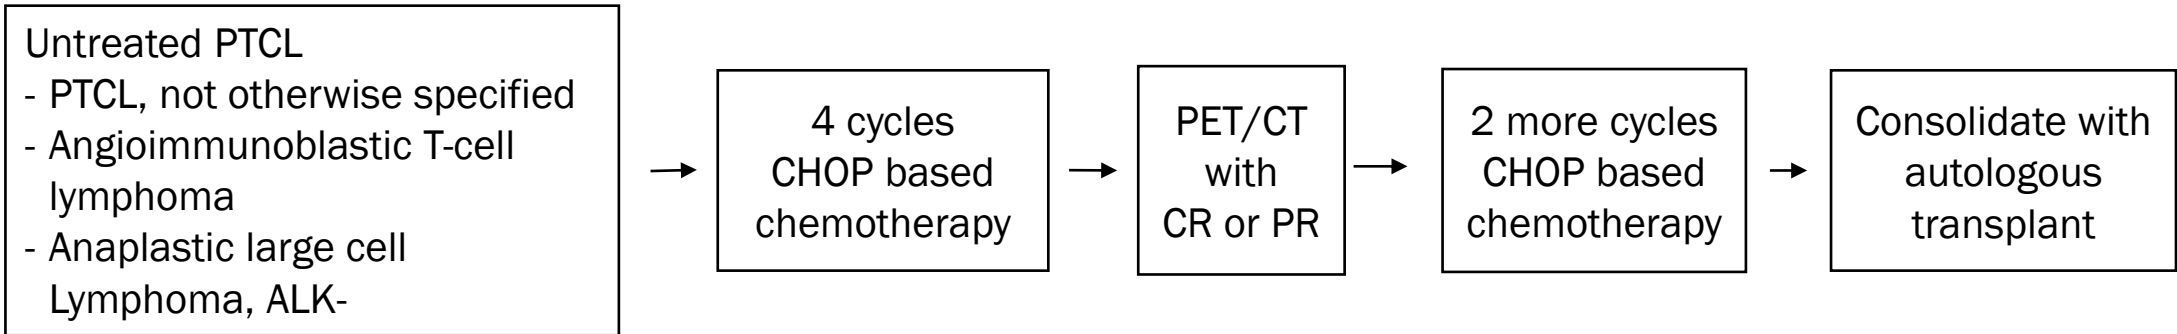 Untreated PTCL
- PTCL, not otherwise specified
- Angioimmunoblastic T-cell
lymphoma
- Anaplastic large cell
Lymphoma, ALK-
4 cycles
CHOP based
chemotherapy
PET/CT
with
CR or PR
2 more cycles
CHOP based
chemotherapy
Consolidate with
autologous
transplant